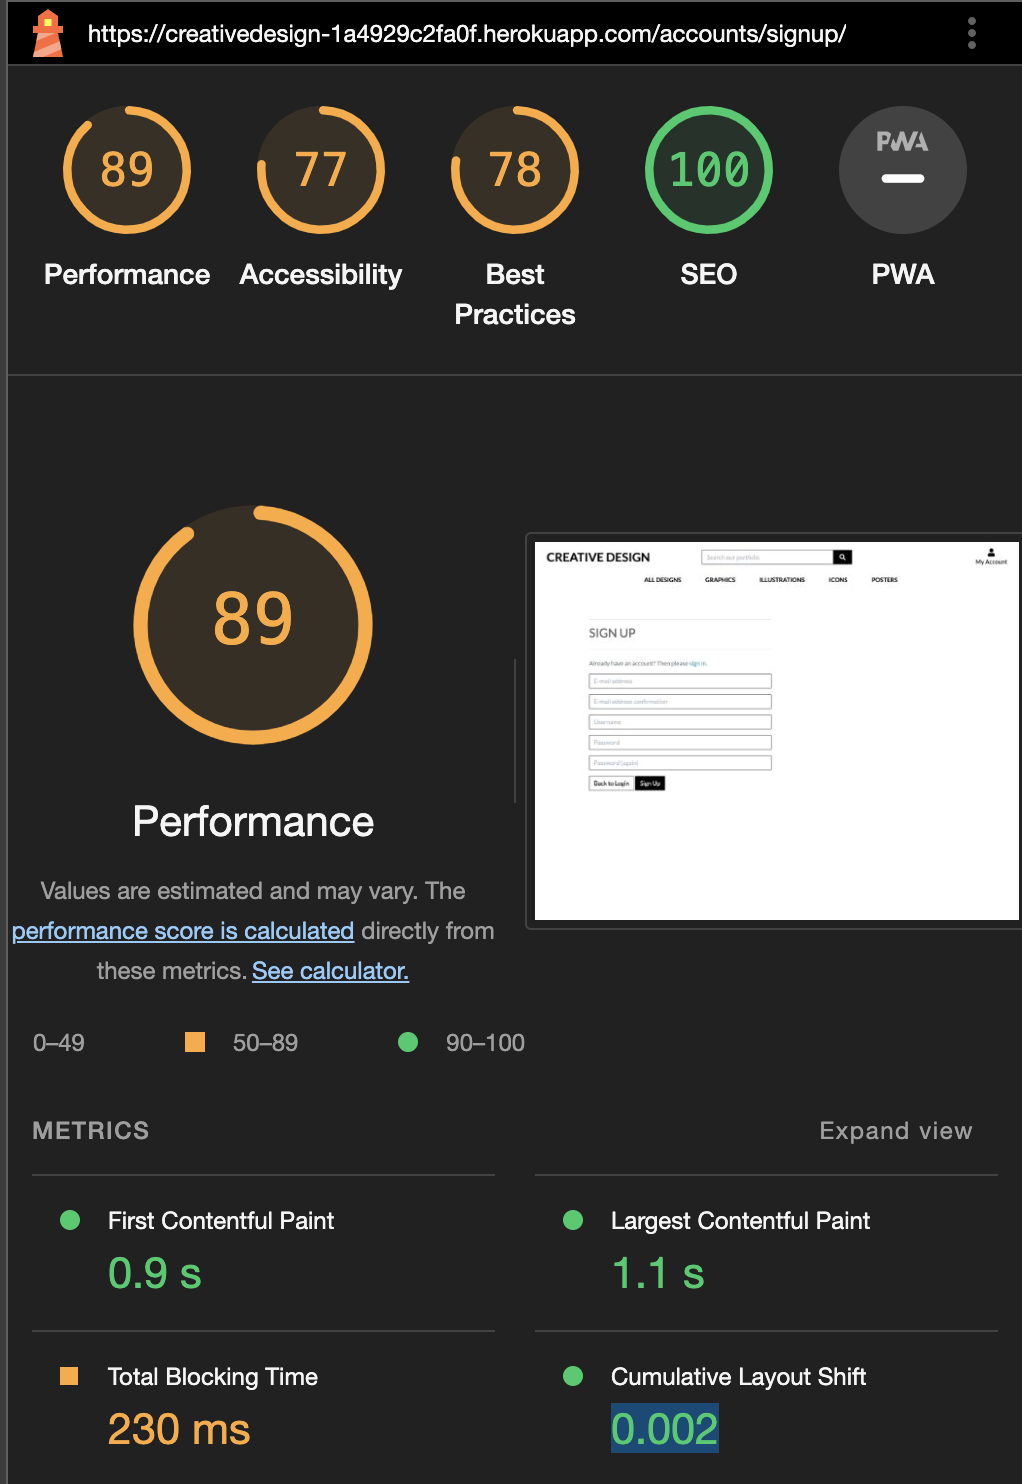 https://creativedesign-1a4929c2fa0f.herokuapp.com/accounts/signup/
89
77
78
100
PWA
Performance
Accessibility
Best
Practices
SEO
PWA
89
Performance
Values are estimated and may vary. The
performance score is calculated directly from
these metrics. See calculator.
CREATIVE DESIGN
Search our portfolio
My Account
ALL DESIGNS
GRAPHICS
ILLUSTRATIONS
ICONS
POSTERS
SIGN UP
Already have an account? Then please sign in.
E-mail address
E-mail address confirmation
Username
Password
Password (again)
Back to Login
Sign Up
0–49
50–89
90–100
METRICS
Expand view
First Contentful Paint
0.9 s
Largest Contentful Paint
1.1 s
Total Blocking Time
230 ms
Cumulative Layout Shift
0.002